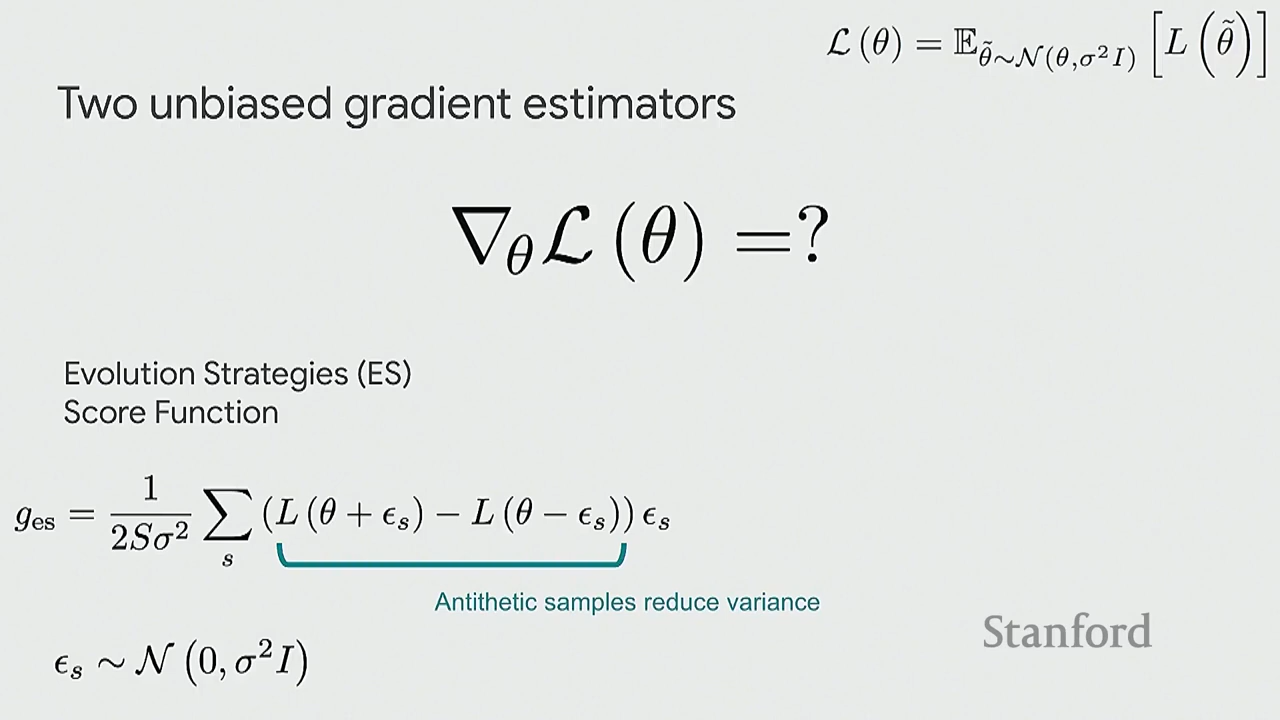 ℒ(θ) = 𝔼_{θ̃∼𝒩(θ,σ²I)} [L(θ̃)]
Two unbiased gradient estimators
∇_θ ℒ(θ) =?
Evolution Strategies (ES)
Score Function
g_es = 1/(2Sσ²) ∑_s (L(θ + ϵ_s) − L(θ − ϵ_s)) ϵ_s
Antithetic samples reduce variance
Stanford
ϵ_s ∼ 𝒩(0, σ²I)